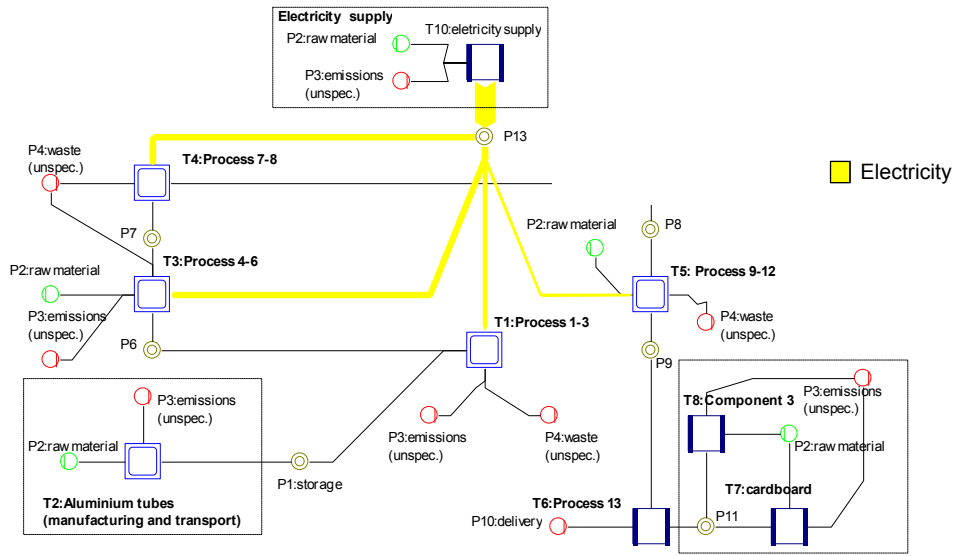 Electricity supply
P2:raw material
T10:eletricity supply
P3:emissions
(unspec.)
P13
P4:waste
(unspec.)
T4:Process 7-8
Electricity
P7
P2:raw material
P8
T3:Process 4-6
P2:raw material
T5: Process 9-12
P3:emissions
(unspec.)
P4:waste
(unspec.)
T1:Process 1-3
P6
P9
P3:emissions
(unspec.)
T8:Component 3
P3:emissions
(unspec.)
P3:emissions
(unspec.)
P4:waste
(unspec.)
P2:raw material
P2:raw material
P1:storage
T7:cardboard
T2:Aluminium tubes
(manufacturing and transport)
T6:Process 13
P10:delivery
P11